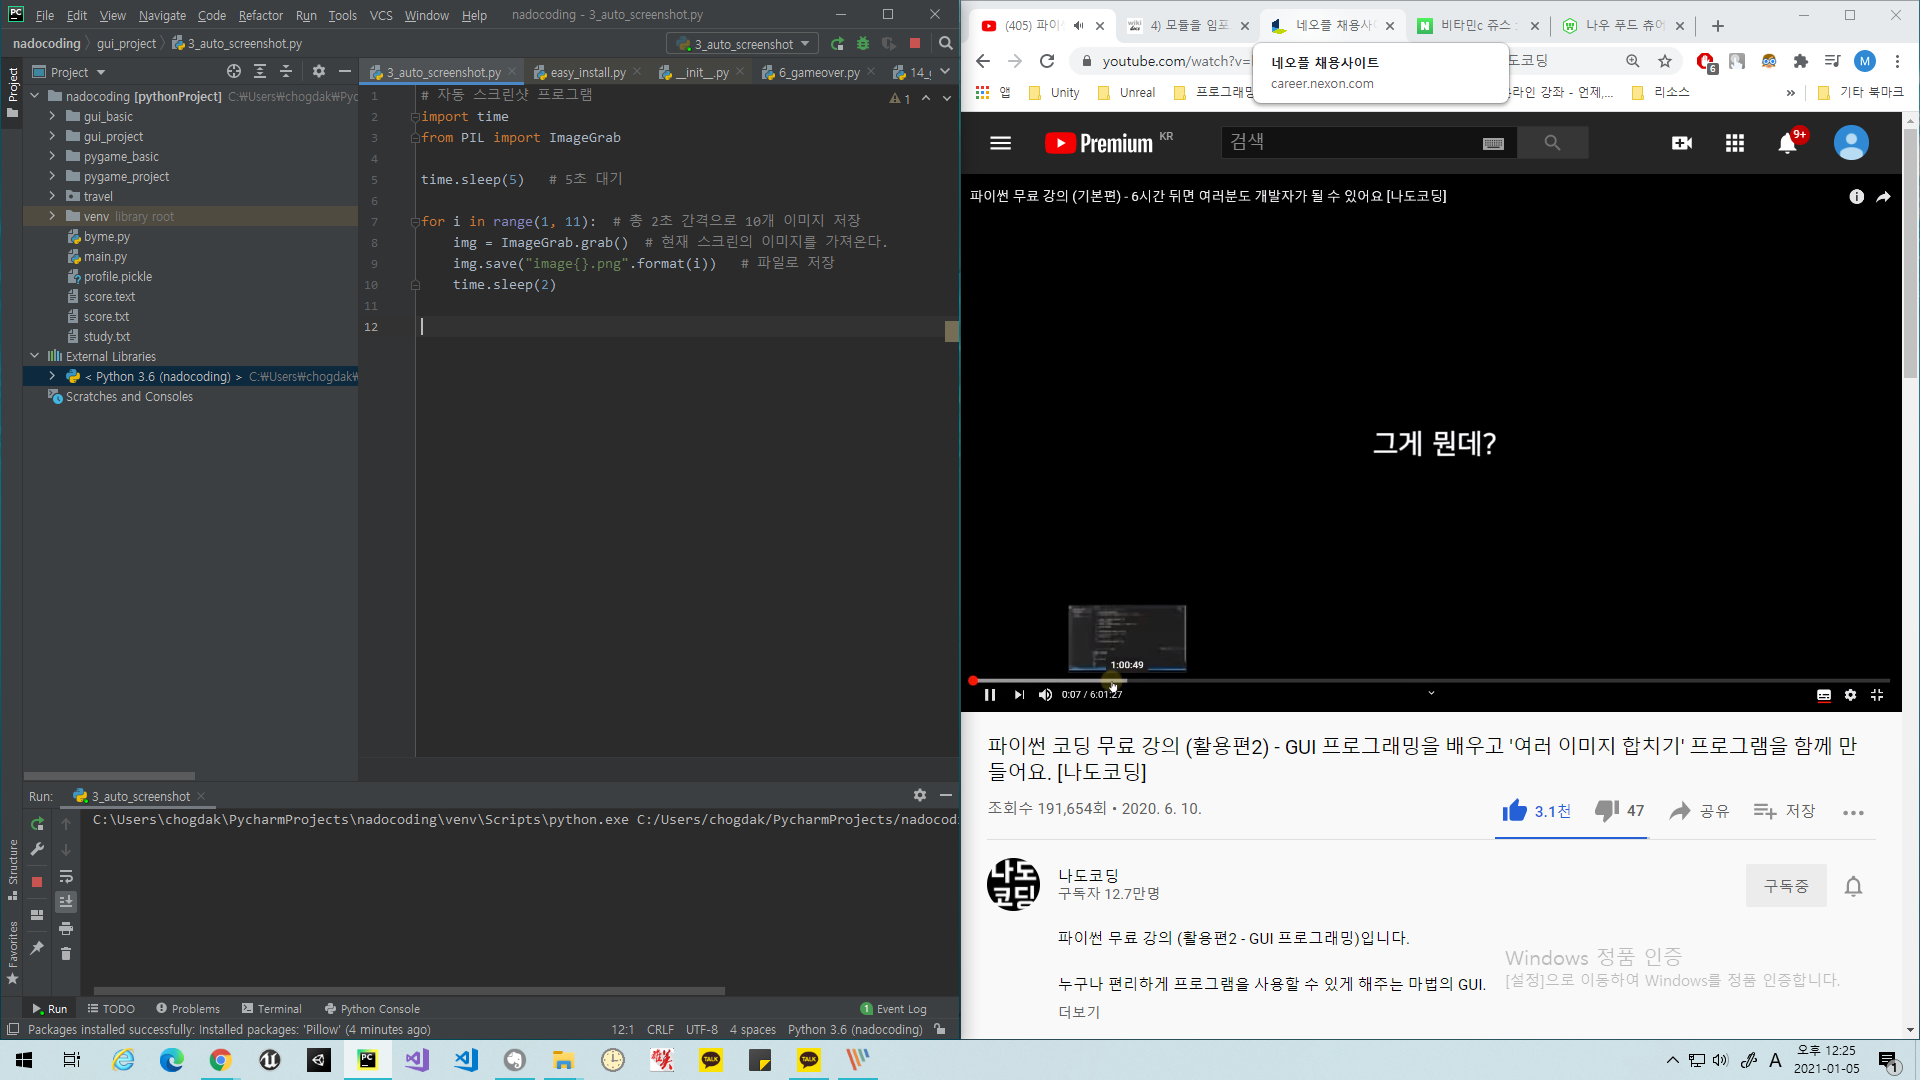 File Edit View Navigate Code Refactor Run Tools VCS Window Help nadocoding - 3_auto_screenshot.py
nadocoding gui_project 3_auto_screenshot.py
3_auto_screenshot
Project
3_auto_screenshot.py easy_install.py __init__.py 6_gameover.py 14_
Project
nadocoding [pythonProject] C:₩Users₩chogdak₩Pyc
gui_basic
gui_project
pygame_basic
pygame_project
travel
venv library root
byme.py
main.py
profile.pickle
score.text
score.txt
study.txt
External Libraries
< Python 3.6 (nadocoding) > C:₩Users₩chogdak₩
Scratches and Consoles
1 # 자동 스크린샷 프로그램
2 import time
3 from PIL import ImageGrab
4
5 time.sleep(5) # 5초 대기
6
7 for i in range(1, 11): # 총 2초 간격으로 10개 이미지 저장
8 img = ImageGrab.grab() # 현재 스크린의 이미지를 가져온다.
9 img.save("image{}.png".format(i)) # 파일로 저장
10 time.sleep(2)
11
12
1
Run: 3_auto_screenshot
C:\Users\chogdak\PycharmProjects\nadocoding\venv\Scripts\python.exe C:/Users/chogdak/PycharmProjects/nadocodi
Structure
Favorites
Run TODO Problems Terminal Python Console 1 Event Log
Packages installed successfully: Installed packages: 'Pillow' (4 minutes ago) 12:1 CRLF UTF-8 4 spaces Python 3.6 (nadocoding)
(405) 파이 4) 모듈을 임포 네오플 채용사 비타민c 쥬스 나우 푸드 츄어
youtube.com/watch?v= 도코딩
6
M
네오플 채용사이트
career.nexon.com
앱 Unity Unreal 프로그래밍 라인 강좌 - 언제,... 리소스 » 기타 북마크
Premium KR
검색
9+
파이썬 무료 강의 (기본편) - 6시간 뒤면 여러분도 개발자가 될 수 있어요 [나도코딩]
그게 뭔데?
1:00:49
0:07 / 6:01:27
파이썬 코딩 무료 강의 (활용편2) - GUI 프로그래밍을 배우고 '여러 이미지 합치기' 프로그램을 함께 만
들어요. [나도코딩]
조회수 191,654회 • 2020. 6. 10.
3.1천 47 공유 저장
나도
코딩
나도코딩
구독자 12.7만명
구독중
파이썬 무료 강의 (활용편2 - GUI 프로그래밍)입니다.
누구나 편리하게 프로그램을 사용할 수 있게 해주는 마법의 GUI.
더보기
Windows 정품 인증
[설정]으로 이동하여 Windows를 정품 인증합니다.
PC TALK TALK
A 오후 12:25
2021-01-05
1